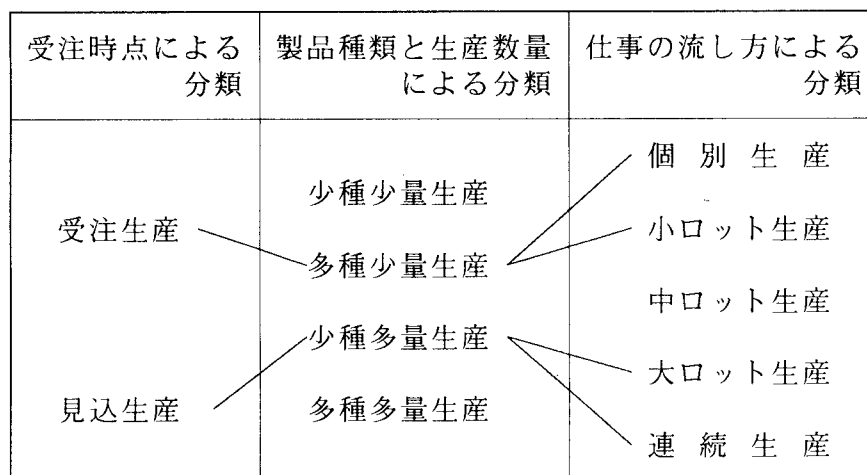 受注時点による
分類
製品種類と生産数量
による分類
仕事の流し方による
分類
受注生産
見込生産
少種少量生産
多種少量生産
少種多量生産
多種多量生産
個別生産
小ロット生産
中ロット生産
大ロット生産
連続生産